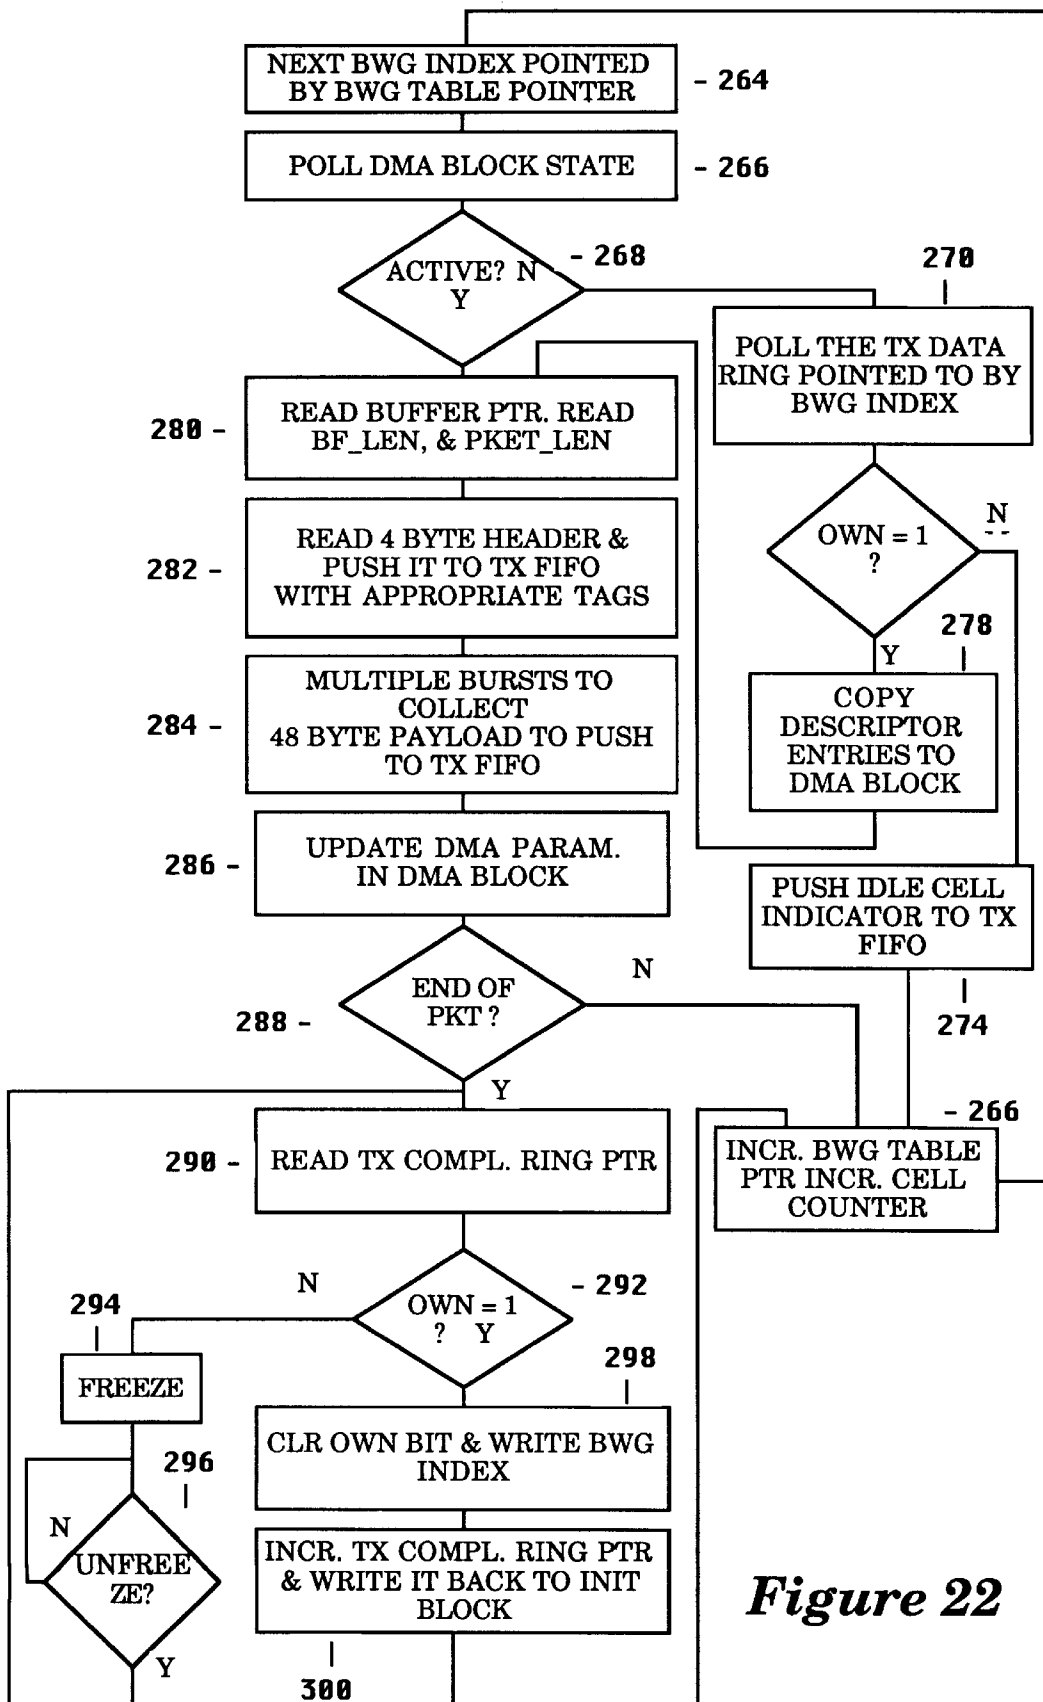 NEXT BWG INDEX POINTED
BY BWG TABLE POINTER
- 264
POLL DMA BLOCK STATE
- 266
ACTIVE? N
Y
- 268
270
POLL THE TX DATA
RING POINTED TO BY
BWG INDEX
280 -
READ BUFFER PTR. READ
BF_LEN, & PKET_LEN
OWN = 1
?
N
282 -
READ 4 BYTE HEADER &
PUSH IT TO TX FIFO
WITH APPROPRIATE TAGS
278
Y
COPY
DESCRIPTOR
ENTRIES TO
DMA BLOCK
284 -
MULTIPLE BURSTS TO
COLLECT
48 BYTE PAYLOAD TO PUSH
TO TX FIFO
286 -
UPDATE DMA PARAM.
IN DMA BLOCK
PUSH IDLE CELL
INDICATOR TO TX
FIFO
274
288 -
END OF
PKT ?
N
Y
- 266
INCR. BWG TABLE
PTR INCR. CELL
COUNTER
290 -
READ TX COMPL. RING PTR
N
OWN = 1
? Y
- 292
294
FREEZE
298
CLR OWN BIT & WRITE BWG
INDEX
296
N
UNFREE
ZE?
Y
INCR. TX COMPL. RING PTR
& WRITE IT BACK TO INIT
BLOCK
300
Figure 22